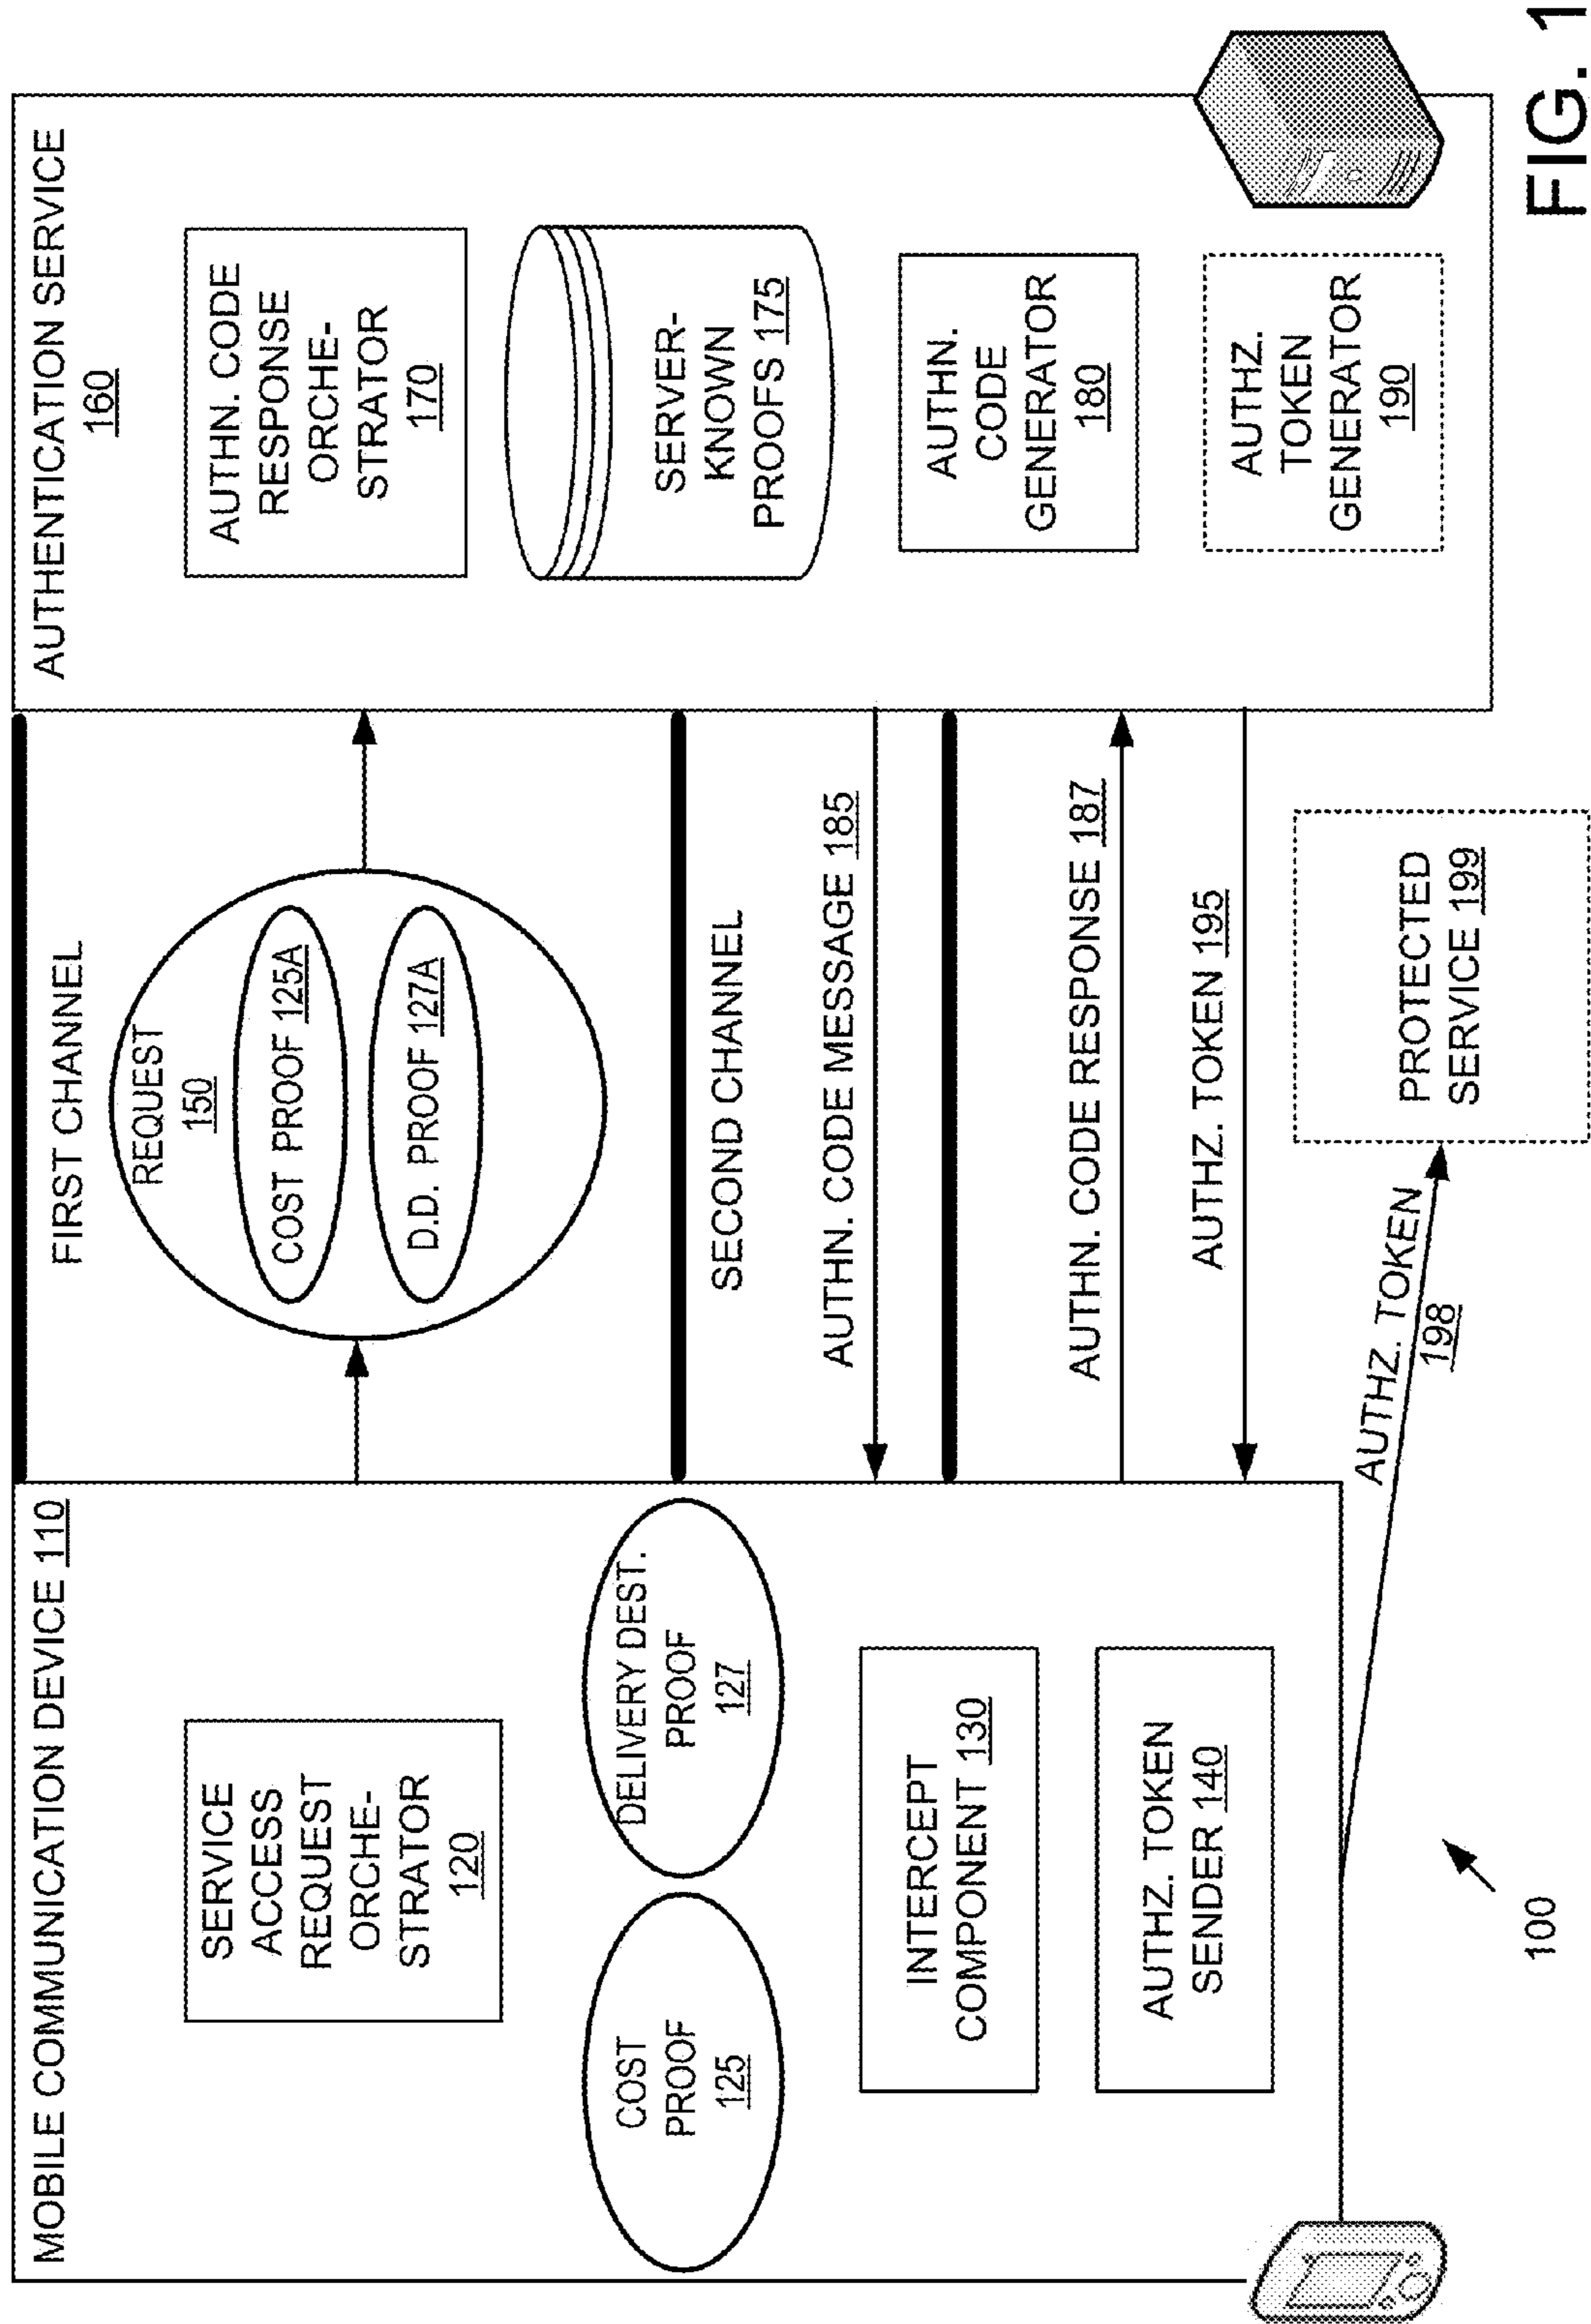 MOBILE COMMUNICATION DEVICE 110
SERVICE
ACCESS
REQUEST
ORCHE-
STRATOR
120
COST
PROOF
125
DELIVERY DEST.
PROOF
127
INTERCEPT
COMPONENT 130
AUTHZ. TOKEN
SENDER 140
FIRST CHANNEL
REQUEST
150
COST PROOF 125A
D.D. PROOF 127A
SECOND CHANNEL
AUTHN. CODE MESSAGE 185
AUTHN. CODE RESPONSE 187
AUTHZ. TOKEN 195
AUTHZ. TOKEN
198
PROTECTED
SERVICE 199
AUTHENTICATION SERVICE
160
AUTHN. CODE
RESPONSE
ORCHE-
STRATOR
170
SERVER-
KNOWN
PROOFS 175
AUTHN.
CODE
GENERATOR
180
AUTHZ.
TOKEN
GENERATOR
190
100
FIG. 1